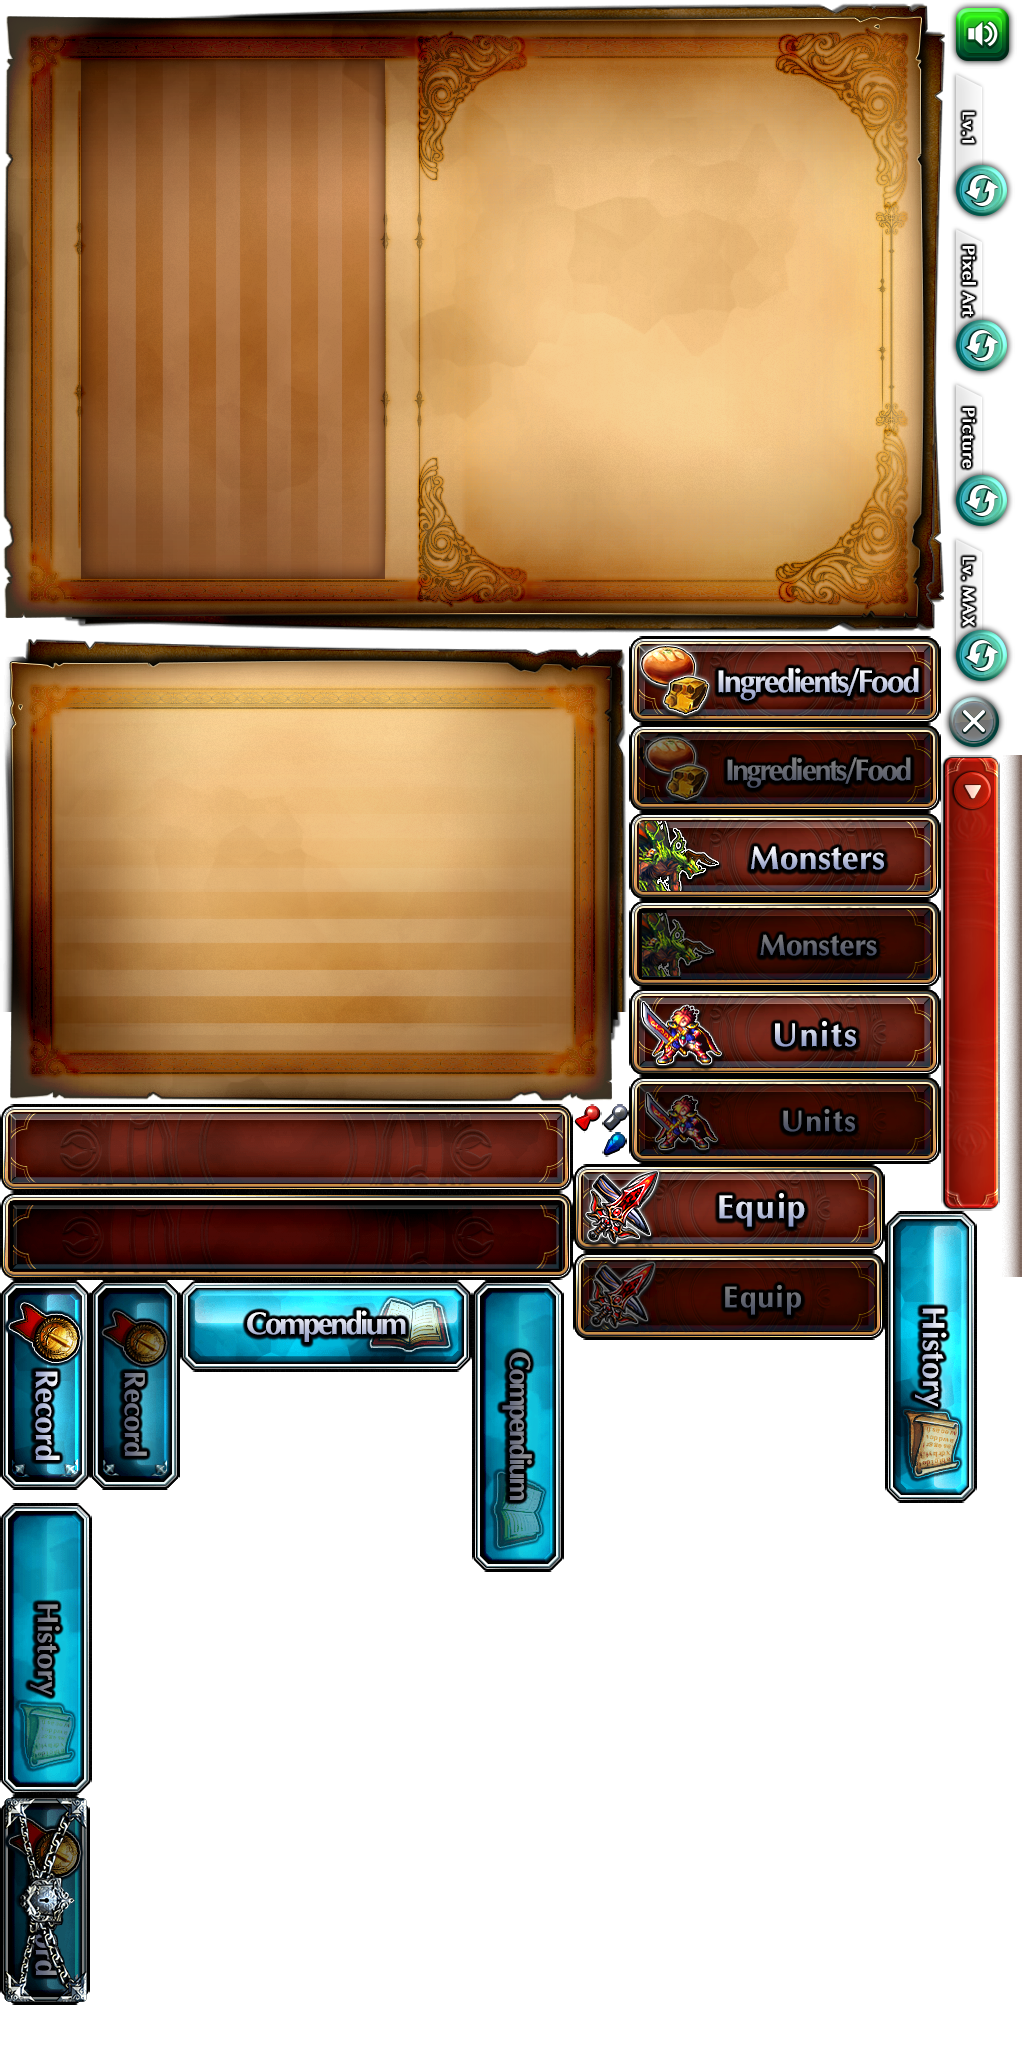 Lv.1
Pixel Art
Picture
Lv. MAX
Ingredients/Food
Ingredients/Food
Monsters
Monsters
Units
Units
Equip
Equip
Compendium
Compendium
Record
Record
History
History
ord